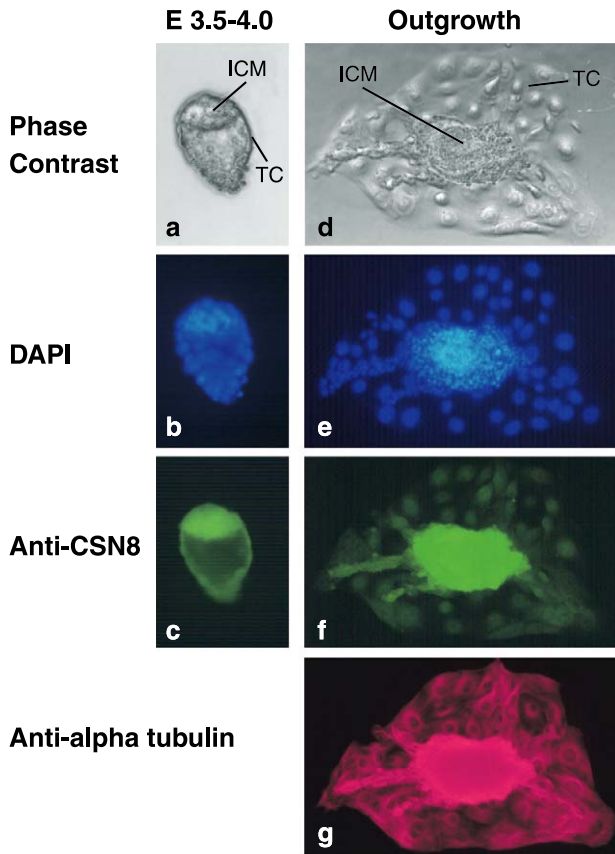 E 3.5-4.0
Outgrowth
Phase
Contrast
ICM
TC
a
ICM
TC
d
DAPI
b
e
Anti-CSN8
c
f
Anti-alpha tubulin
g